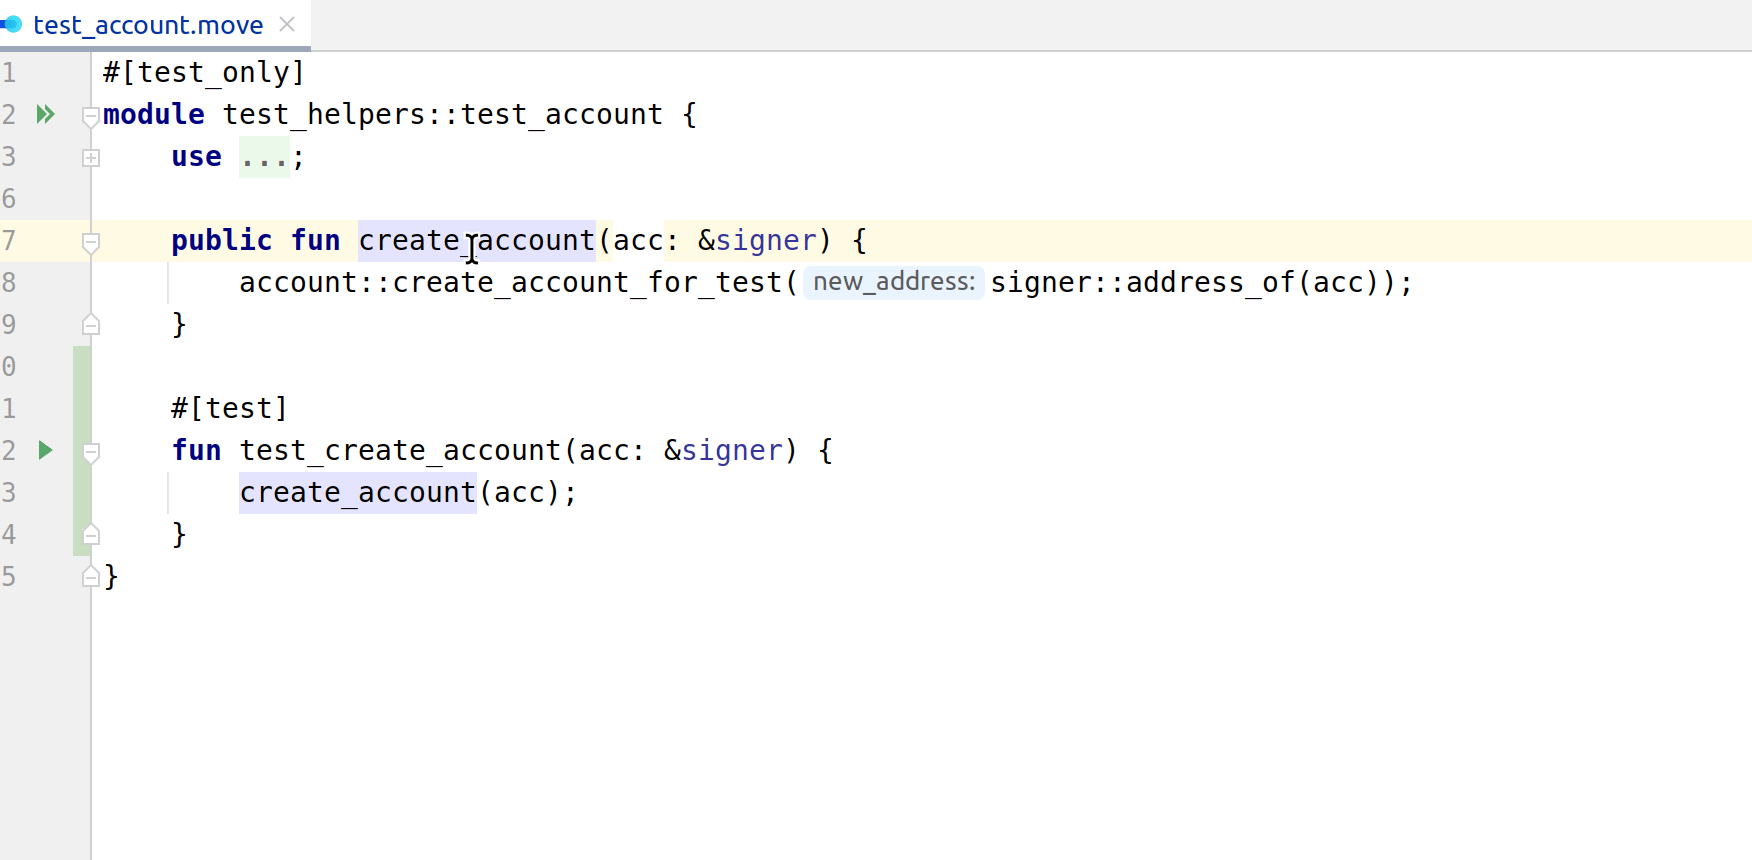 test_account.move
1 #[test_only]
2 module test_helpers::test_account {
3     use ...;
6
7     public fun create_account(acc: &signer) {
8         account::create_account_for_test( new_address: signer::address_of(acc));
9     }
0
1     #[test]
2     fun test_create_account(acc: &signer) {
3         create_account(acc);
4     }
5 }